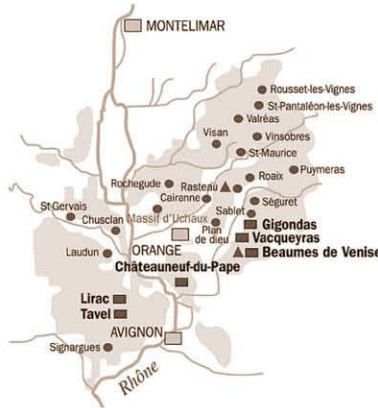 MONTELIMAR
Rousset-les-Vignes
St-Pantaléon-les-Vignes
Valréas
Visan
Vinsobres
St-Maurice
Puymeras
Roaix
Rochegude
Rasteau
Cairanne
Séguret
St-Gervais
Massif d'Uchaux
Sablet
Chusclan
Plan
de dieu
Gigondas
Vacqueyras
ORANGE
Laudun
Beaumes de Venise
Châteauneuf-du-Pape
Lirac
Tavel
AVIGNON
Signargues
Rhône